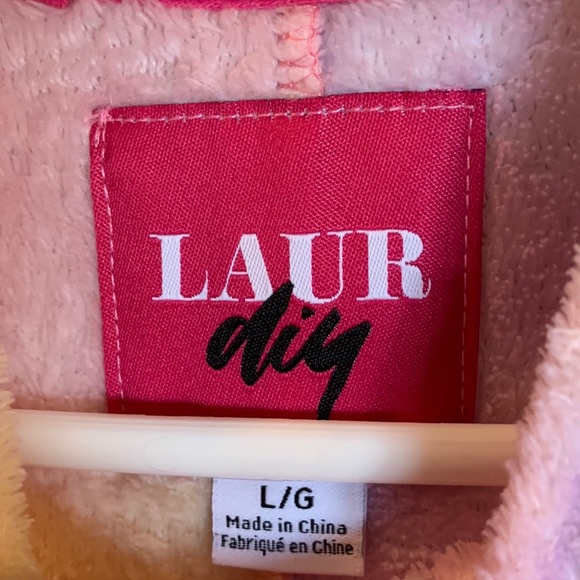 LAUR
diy
L/G
Made in China
Fabriqué en Chine